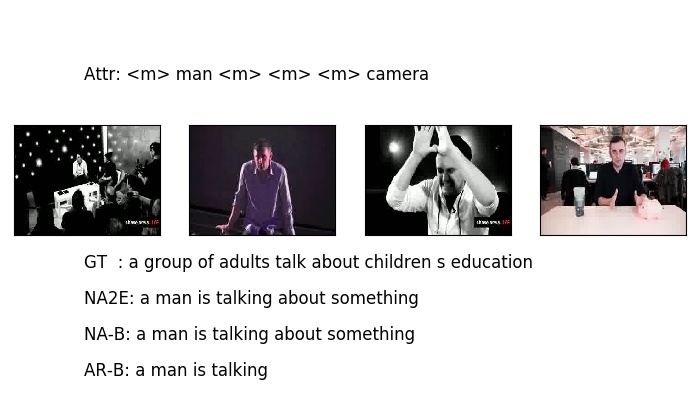 Attr: <m> man <m> <m> <m> camera
GT : a group of adults talk about children s education
NA2E: a man is talking about something
NA-B: a man is talking about something
AR-B: a man is talking